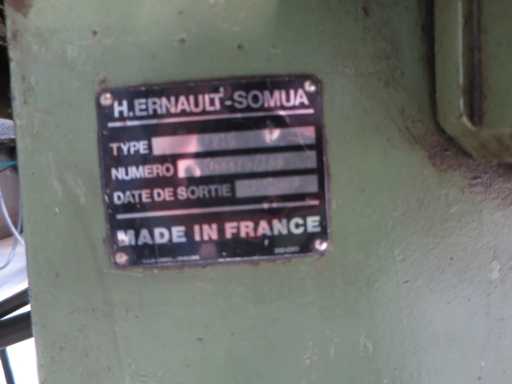 H.ERNAULT-SOMUA
TYPE
NUMERO
DATE DE SORTIE
MADE IN FRANCE